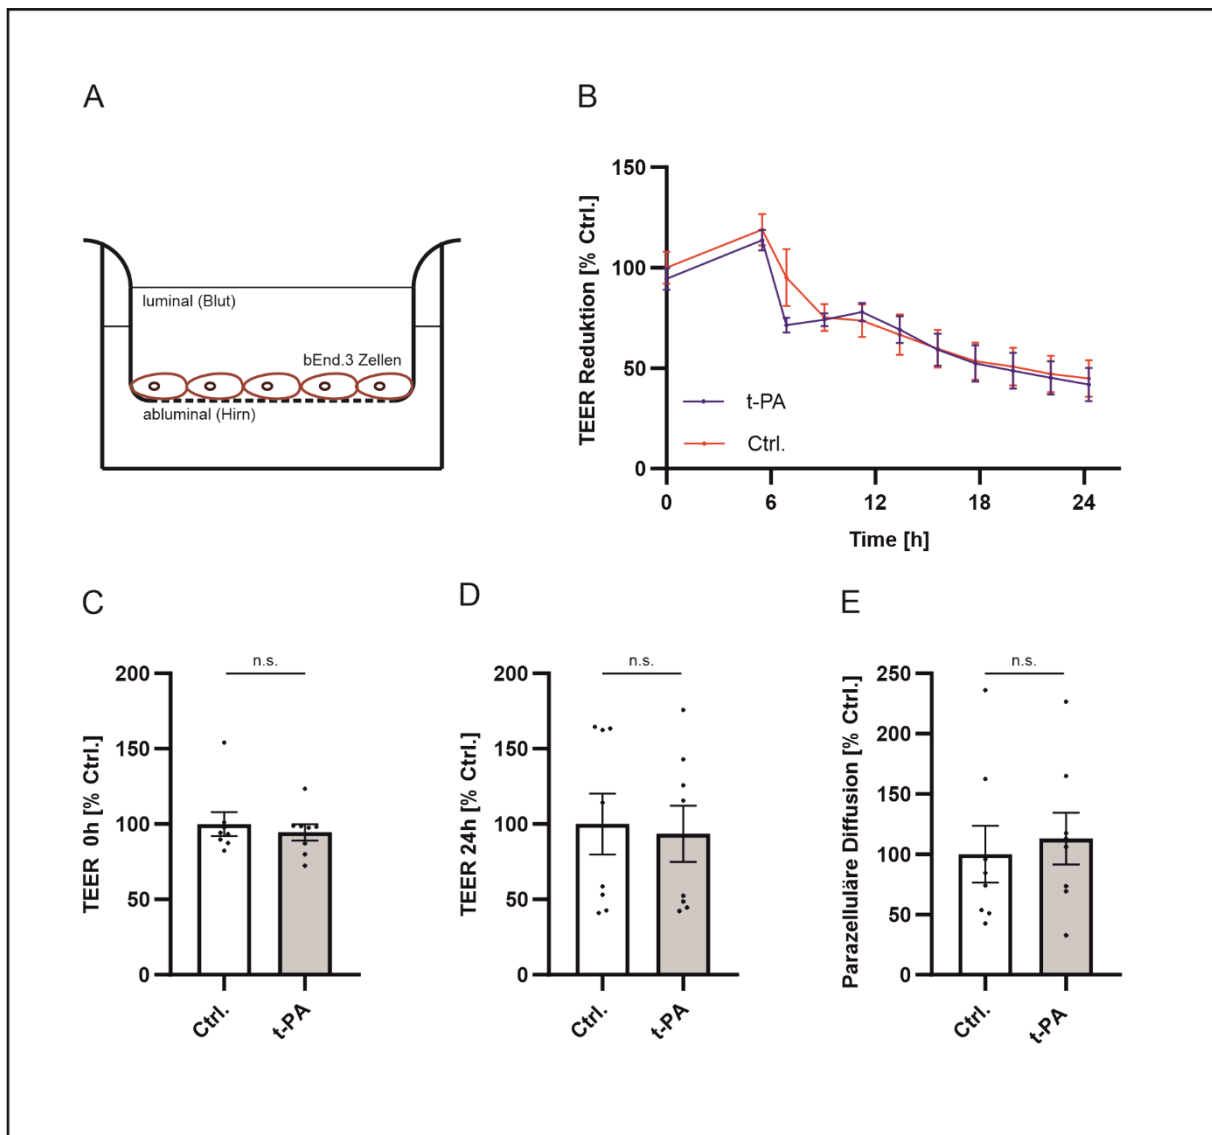 A
luminal (Blut)
bEnd.3 Zellen
abluminal (Hirn)
B
TEER Reduktion [% Ctrl.]
150
100
50
0
t-PA
Ctrl.
0 6 12 18 24
Time [h]
C
TEER 0h [% Ctrl.]
n.s.
200
150
100
50
0
Ctrl. t-PA
D
TEER 24h [% Ctrl.]
n.s.
200
150
100
50
0
Ctrl. t-PA
E
Parazelluläre Diffusion [% Ctrl.]
n.s.
250
200
150
100
50
0
Ctrl. t-PA